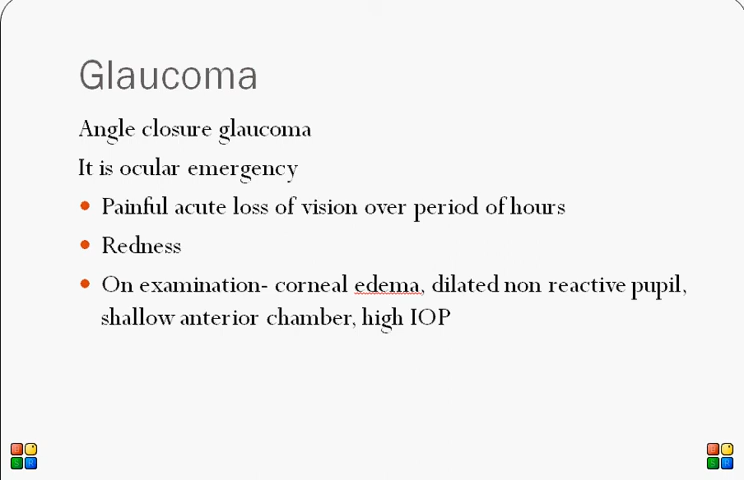 Glaucoma
Angle closure glaucoma
It is ocular emergency
• Painful acute loss of vision over period of hours
• Redness
• On examination- corneal edema, dilated non reactive pupil,
shallow anterior chamber, high IOP